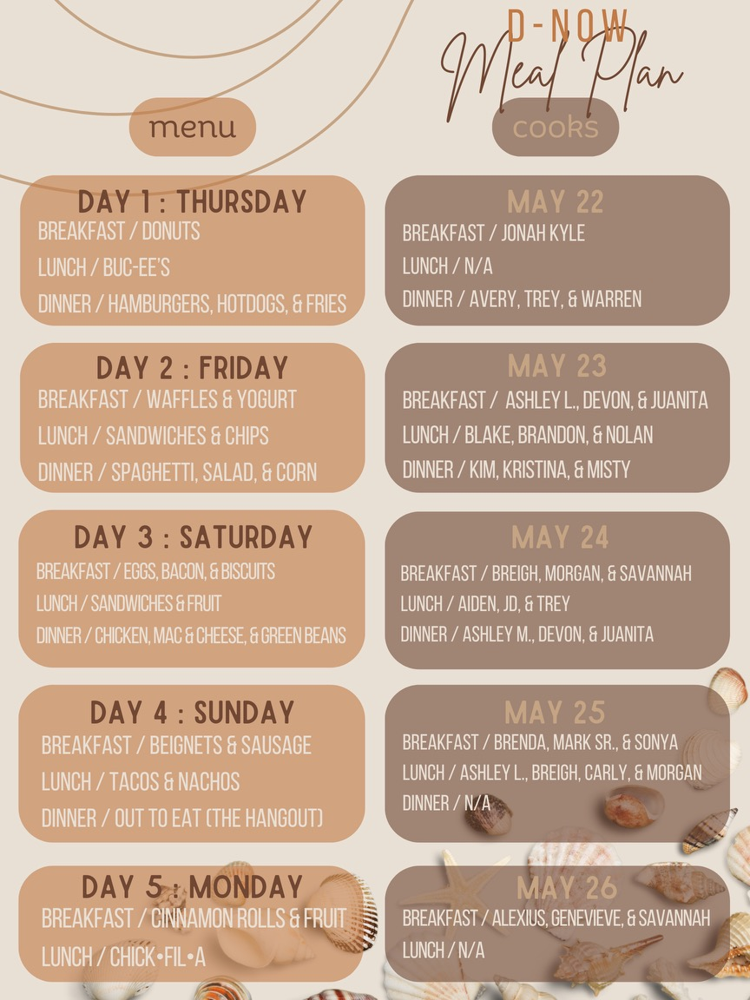 D-NOW
Meal Plan
menu
cooks
DAY 1 : THURSDAY
BREAKFAST / DONUTS
LUNCH / BUC-EE'S
DINNER / HAMBURGERS, HOTDOGS, & FRIES
MAY 22
BREAKFAST / JONAH KYLE
LUNCH / N/A
DINNER / AVERY, TREY, & WARREN
DAY 2 : FRIDAY
BREAKFAST / WAFFLES & YOGURT
LUNCH / SANDWICHES & CHIPS
DINNER / SPAGHETTI, SALAD, & CORN
MAY 23
BREAKFAST / ASHLEY L., DEVON, & JUANITA
LUNCH / BLAKE, BRANDON, & NOLAN
DINNER / KIM, KRISTINA, & MISTY
DAY 3 : SATURDAY
BREAKFAST / EGGS, BACON, & BISCUITS
LUNCH / SANDWICHES & FRUIT
DINNER / CHICKEN, MAC & CHEESE, & GREEN BEANS
MAY 24
BREAKFAST / BREIGH, MORGAN, & SAVANNAH
LUNCH / AIDEN, JD, & TREY
DINNER / ASHLEY M., DEVON, & JUANITA
DAY 4 : SUNDAY
BREAKFAST / BEIGNETS & SAUSAGE
LUNCH / TACOS & NACHOS
DINNER / OUT TO EAT (THE HANGOUT)
MAY 25
BREAKFAST / BRENDA, MARK SR., & SONYA
LUNCH / ASHLEY L., BREIGH, CARLY, & MORGAN
DINNER / N/A
DAY 5 : MONDAY
BREAKFAST / CINNAMON ROLLS & FRUIT
LUNCH / CHICK•FIL•A
MAY 26
BREAKFAST / ALEXIUS, GENEVIEVE, & SAVANNAH
LUNCH / N/A